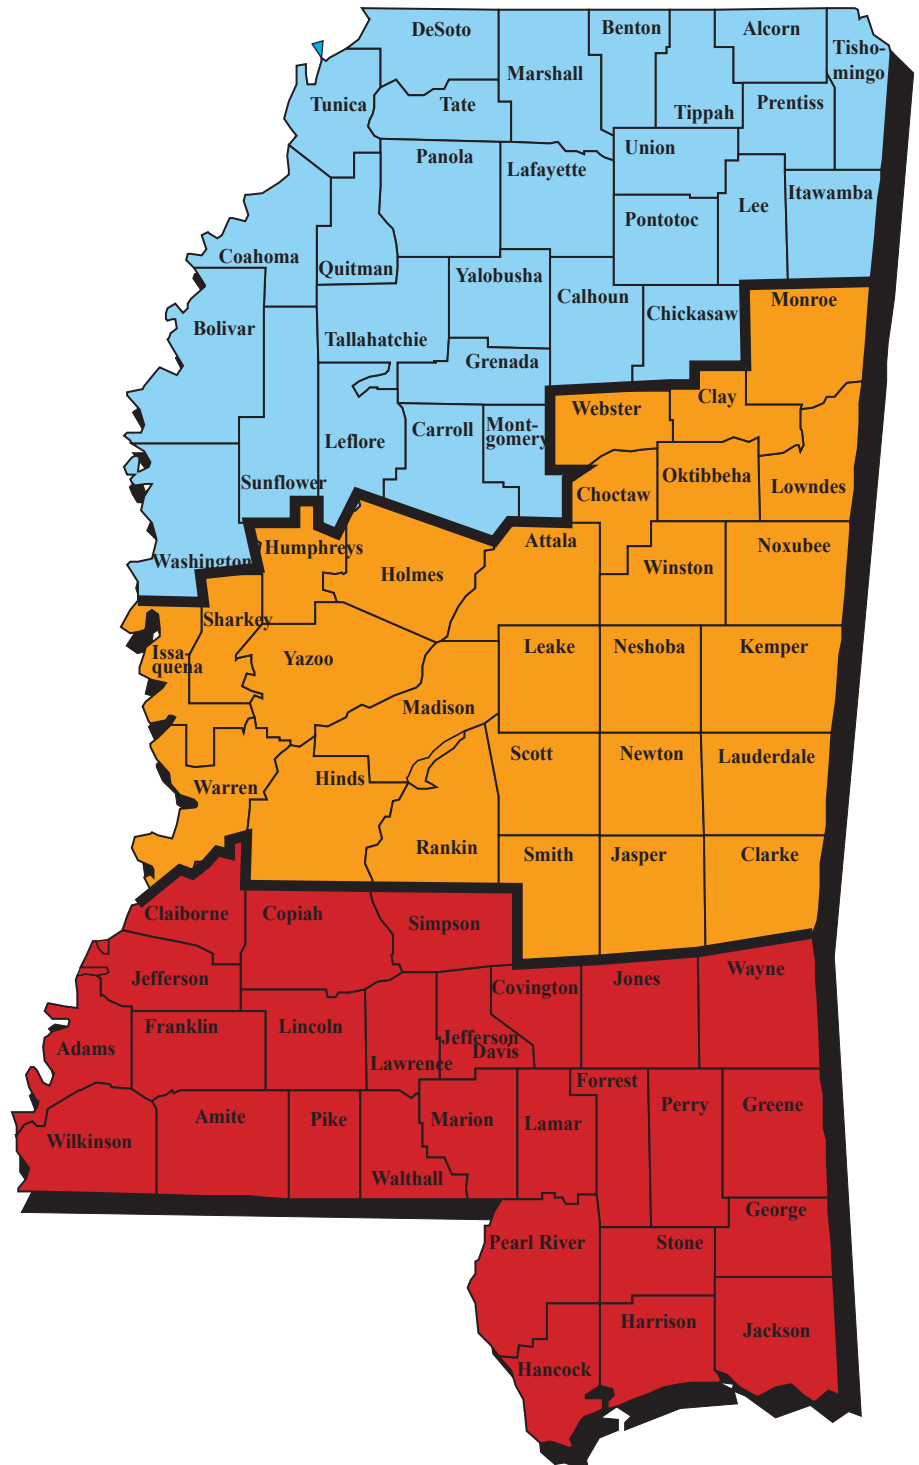 DeSoto
Benton
Alcorn
Tisho-
mingo
Marshall
Tunica
Tate
Tippah
Prentiss
Panola
Lafayette
Union
Itawamba
Lee
Pontotoc
Coahoma
Quitman
Yalobusha
Calhoun
Chickasaw
Monroe
Bolivar
Tallahatchie
Grenada
Webster
Clay
Leflore
Carroll
Mont-
gomery
Sunflower
Choctaw
Oktibbeha
Lowndes
Washington
Humphreys
Holmes
Attala
Winston
Noxubee
Sharkey
Issa-
quena
Yazoo
Leake
Neshoba
Kemper
Madison
Scott
Newton
Lauderdale
Warren
Hinds
Rankin
Smith
Jasper
Clarke
Claiborne
Copiah
Simpson
Jefferson
Covington
Jones
Wayne
Adams
Franklin
Lincoln
Lawrence
Jefferson
Davis
Forrest
Perry
Greene
Wilkinson
Amite
Pike
Walthall
Marion
Lamar
George
Pearl River
Stone
Harrison
Jackson
Hancock